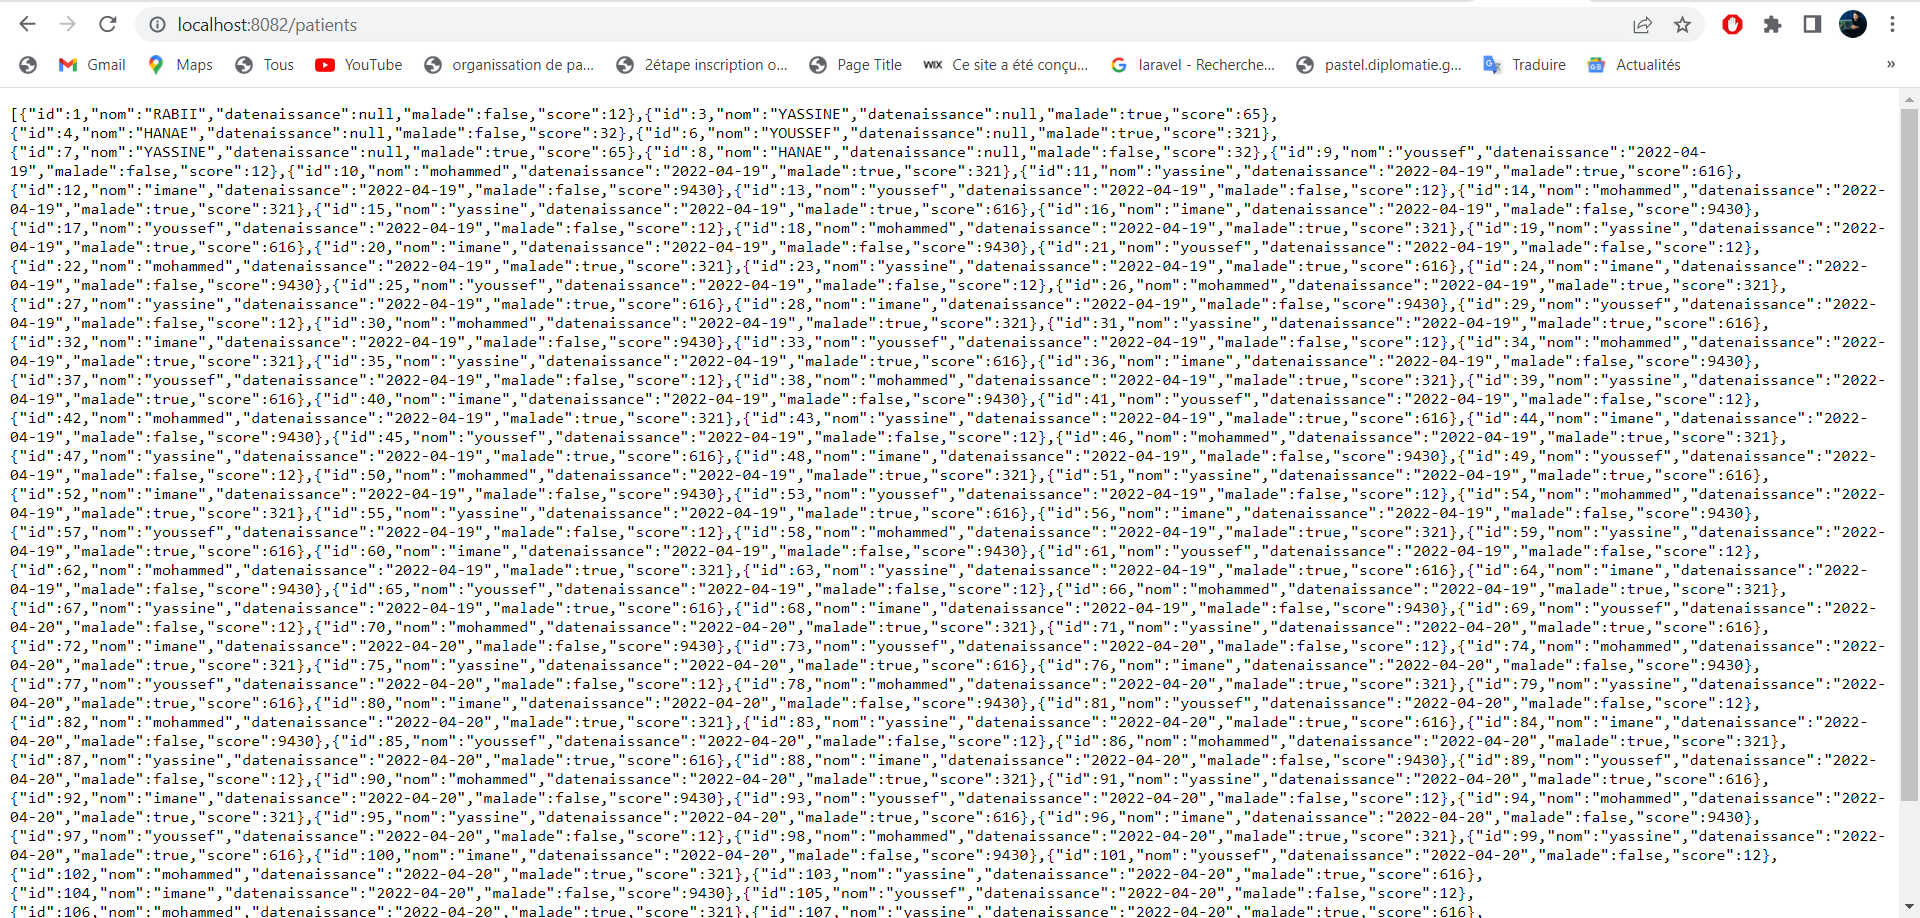 localhost:8082/patients
Gmail Maps Tous YouTube organissation de pa... 2étape inscription o... Page Title WIX Ce site a été conçu... laravel - Recherche... pastel.diplomatie.g... Traduire Actualités »
[{"id":1,"nom":"RABII","datenaissance":null,"malade":false,"score":12},{"id":3,"nom":"YASSINE","datenaissance":null,"malade":true,"score":65},
{"id":4,"nom":"HANAE","datenaissance":null,"malade":false,"score":32},{"id":6,"nom":"YOUSSEF","datenaissance":null,"malade":true,"score":321},
{"id":7,"nom":"YASSINE","datenaissance":null,"malade":true,"score":65},{"id":8,"nom":"HANAE","datenaissance":null,"malade":false,"score":32},{"id":9,"nom":"youssef","datenaissance":"2022-04-
19","malade":false,"score":12},{"id":10,"nom":"mohammed","datenaissance":"2022-04-19","malade":true,"score":321},{"id":11,"nom":"yassine","datenaissance":"2022-04-19","malade":true,"score":616},
{"id":12,"nom":"imane","datenaissance":"2022-04-19","malade":false,"score":9430},{"id":13,"nom":"youssef","datenaissance":"2022-04-19","malade":false,"score":12},{"id":14,"nom":"mohammed","datenaissance":"2022-
04-19","malade":true,"score":321},{"id":15,"nom":"yassine","datenaissance":"2022-04-19","malade":true,"score":616},{"id":16,"nom":"imane","datenaissance":"2022-04-19","malade":false,"score":9430},
{"id":17,"nom":"youssef","datenaissance":"2022-04-19","malade":false,"score":12},{"id":18,"nom":"mohammed","datenaissance":"2022-04-19","malade":true,"score":321},{"id":19,"nom":"yassine","datenaissance":"2022-
04-19","malade":true,"score":616},{"id":20,"nom":"imane","datenaissance":"2022-04-19","malade":false,"score":9430},{"id":21,"nom":"youssef","datenaissance":"2022-04-19","malade":false,"score":12},
{"id":22,"nom":"mohammed","datenaissance":"2022-04-19","malade":true,"score":321},{"id":23,"nom":"yassine","datenaissance":"2022-04-19","malade":true,"score":616},{"id":24,"nom":"imane","datenaissance":"2022-
04-19","malade":false,"score":9430},{"id":25,"nom":"youssef","datenaissance":"2022-04-19","malade":false,"score":12},{"id":26,"nom":"mohammed","datenaissance":"2022-04-19","malade":true,"score":321},
{"id":27,"nom":"yassine","datenaissance":"2022-04-19","malade":true,"score":616},{"id":28,"nom":"imane","datenaissance":"2022-04-19","malade":false,"score":9430},{"id":29,"nom":"youssef","datenaissance":"2022-
04-19","malade":false,"score":12},{"id":30,"nom":"mohammed","datenaissance":"2022-04-19","malade":true,"score":321},{"id":31,"nom":"yassine","datenaissance":"2022-04-19","malade":true,"score":616},
{"id":32,"nom":"imane","datenaissance":"2022-04-19","malade":false,"score":9430},{"id":33,"nom":"youssef","datenaissance":"2022-04-19","malade":false,"score":12},{"id":34,"nom":"mohammed","datenaissance":"2022-
04-19","malade":true,"score":321},{"id":35,"nom":"yassine","datenaissance":"2022-04-19","malade":true,"score":616},{"id":36,"nom":"imane","datenaissance":"2022-04-19","malade":false,"score":9430},
{"id":37,"nom":"youssef","datenaissance":"2022-04-19","malade":false,"score":12},{"id":38,"nom":"mohammed","datenaissance":"2022-04-19","malade":true,"score":321},{"id":39,"nom":"yassine","datenaissance":"2022-
04-19","malade":true,"score":616},{"id":40,"nom":"imane","datenaissance":"2022-04-19","malade":false,"score":9430},{"id":41,"nom":"youssef","datenaissance":"2022-04-19","malade":false,"score":12},
{"id":42,"nom":"mohammed","datenaissance":"2022-04-19","malade":true,"score":321},{"id":43,"nom":"yassine","datenaissance":"2022-04-19","malade":true,"score":616},{"id":44,"nom":"imane","datenaissance":"2022-
04-19","malade":false,"score":9430},{"id":45,"nom":"youssef","datenaissance":"2022-04-19","malade":false,"score":12},{"id":46,"nom":"mohammed","datenaissance":"2022-04-19","malade":true,"score":321},
{"id":47,"nom":"yassine","datenaissance":"2022-04-19","malade":true,"score":616},{"id":48,"nom":"imane","datenaissance":"2022-04-19","malade":false,"score":9430},{"id":49,"nom":"youssef","datenaissance":"2022-
04-19","malade":false,"score":12},{"id":50,"nom":"mohammed","datenaissance":"2022-04-19","malade":true,"score":321},{"id":51,"nom":"yassine","datenaissance":"2022-04-19","malade":true,"score":616},
{"id":52,"nom":"imane","datenaissance":"2022-04-19","malade":false,"score":9430},{"id":53,"nom":"youssef","datenaissance":"2022-04-19","malade":false,"score":12},{"id":54,"nom":"mohammed","datenaissance":"2022-
04-19","malade":true,"score":321},{"id":55,"nom":"yassine","datenaissance":"2022-04-19","malade":true,"score":616},{"id":56,"nom":"imane","datenaissance":"2022-04-19","malade":false,"score":9430},
{"id":57,"nom":"youssef","datenaissance":"2022-04-19","malade":false,"score":12},{"id":58,"nom":"mohammed","datenaissance":"2022-04-19","malade":true,"score":321},{"id":59,"nom":"yassine","datenaissance":"2022-
04-19","malade":true,"score":616},{"id":60,"nom":"imane","datenaissance":"2022-04-19","malade":false,"score":9430},{"id":61,"nom":"youssef","datenaissance":"2022-04-19","malade":false,"score":12},
{"id":62,"nom":"mohammed","datenaissance":"2022-04-19","malade":true,"score":321},{"id":63,"nom":"yassine","datenaissance":"2022-04-19","malade":true,"score":616},{"id":64,"nom":"imane","datenaissance":"2022-
04-19","malade":false,"score":9430},{"id":65,"nom":"youssef","datenaissance":"2022-04-19","malade":false,"score":12},{"id":66,"nom":"mohammed","datenaissance":"2022-04-19","malade":true,"score":321},
{"id":67,"nom":"yassine","datenaissance":"2022-04-19","malade":true,"score":616},{"id":68,"nom":"imane","datenaissance":"2022-04-19","malade":false,"score":9430},{"id":69,"nom":"youssef","datenaissance":"2022-
04-20","malade":false,"score":12},{"id":70,"nom":"mohammed","datenaissance":"2022-04-20","malade":true,"score":321},{"id":71,"nom":"yassine","datenaissance":"2022-04-20","malade":true,"score":616},
{"id":72,"nom":"imane","datenaissance":"2022-04-20","malade":false,"score":9430},{"id":73,"nom":"youssef","datenaissance":"2022-04-20","malade":false,"score":12},{"id":74,"nom":"mohammed","datenaissance":"2022-
04-20","malade":true,"score":321},{"id":75,"nom":"yassine","datenaissance":"2022-04-20","malade":true,"score":616},{"id":76,"nom":"imane","datenaissance":"2022-04-20","malade":false,"score":9430},
{"id":77,"nom":"youssef","datenaissance":"2022-04-20","malade":false,"score":12},{"id":78,"nom":"mohammed","datenaissance":"2022-04-20","malade":true,"score":321},{"id":79,"nom":"yassine","datenaissance":"2022-
04-20","malade":true,"score":616},{"id":80,"nom":"imane","datenaissance":"2022-04-20","malade":false,"score":9430},{"id":81,"nom":"youssef","datenaissance":"2022-04-20","malade":false,"score":12},
{"id":82,"nom":"mohammed","datenaissance":"2022-04-20","malade":true,"score":321},{"id":83,"nom":"yassine","datenaissance":"2022-04-20","malade":true,"score":616},{"id":84,"nom":"imane","datenaissance":"2022-
04-20","malade":false,"score":9430},{"id":85,"nom":"youssef","datenaissance":"2022-04-20","malade":false,"score":12},{"id":86,"nom":"mohammed","datenaissance":"2022-04-20","malade":true,"score":321},
{"id":87,"nom":"yassine","datenaissance":"2022-04-20","malade":true,"score":616},{"id":88,"nom":"imane","datenaissance":"2022-04-20","malade":false,"score":9430},{"id":89,"nom":"youssef","datenaissance":"2022-
04-20","malade":false,"score":12},{"id":90,"nom":"mohammed","datenaissance":"2022-04-20","malade":true,"score":321},{"id":91,"nom":"yassine","datenaissance":"2022-04-20","malade":true,"score":616},
{"id":92,"nom":"imane","datenaissance":"2022-04-20","malade":false,"score":9430},{"id":93,"nom":"youssef","datenaissance":"2022-04-20","malade":false,"score":12},{"id":94,"nom":"mohammed","datenaissance":"2022-
04-20","malade":true,"score":321},{"id":95,"nom":"yassine","datenaissance":"2022-04-20","malade":true,"score":616},{"id":96,"nom":"imane","datenaissance":"2022-04-20","malade":false,"score":9430},
{"id":97,"nom":"youssef","datenaissance":"2022-04-20","malade":false,"score":12},{"id":98,"nom":"mohammed","datenaissance":"2022-04-20","malade":true,"score":321},{"id":99,"nom":"yassine","datenaissance":"2022-
04-20","malade":true,"score":616},{"id":100,"nom":"imane","datenaissance":"2022-04-20","malade":false,"score":9430},{"id":101,"nom":"youssef","datenaissance":"2022-04-20","malade":false,"score":12},
{"id":102,"nom":"mohammed","datenaissance":"2022-04-20","malade":true,"score":321},{"id":103,"nom":"yassine","datenaissance":"2022-04-20","malade":true,"score":616},
{"id":104,"nom":"imane","datenaissance":"2022-04-20","malade":false,"score":9430},{"id":105,"nom":"youssef","datenaissance":"2022-04-20","malade":false,"score":12},
{"id":106,"nom":"mohammed","datenaissance":"2022-04-20","malade":true,"score":321},{"id":107,"nom":"yassine","datenaissance":"2022-04-20","malade":true,"score":616},